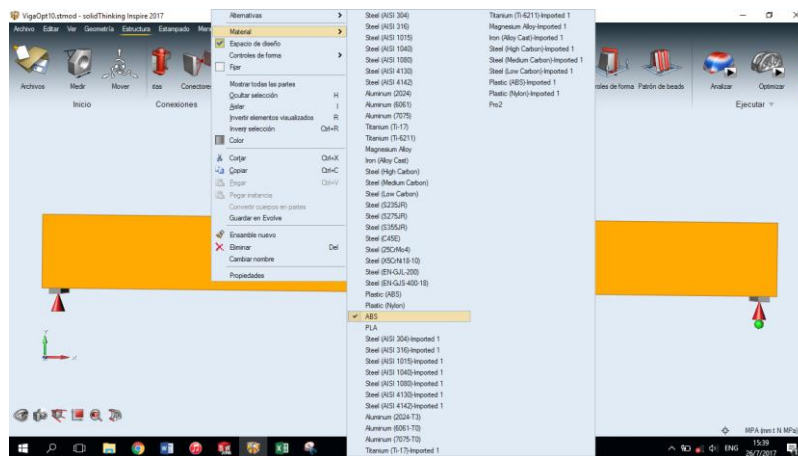 VigaOpt10.stmod - solidThinking Inspire 2017
Archivo Editar Ver Geometría Estructura Estampado
Archivos Medir Mover Conectores
Inicio Conexiones
Alternativas
Material
Espacio de diseño
Controles de forma
Fijar
Mostrar todas las partes
Ocultar selección H
Aislar I
Invertir elementos visualizados R
Invertir selección Ctrl+R
Color
Cortar Ctrl+X
Copiar Ctrl+C
Pegar Ctrl+V
Pegar instancia
Convertir cuerpos en partes
Guardar en Evolve
Ensamble nuevo
Eliminar Del
Cambiar nombre
Propiedades
Steel (AISI 304)
Steel (AISI 316)
Steel (AISI 1015)
Steel (AISI 1040)
Steel (AISI 1080)
Steel (AISI 4130)
Steel (AISI 4142)
Aluminum (2024)
Aluminum (6061)
Aluminum (7075)
Titanium (Ti-17)
Titanium (Ti-6211)
Magnesium Alloy
Iron (Alloy Cast)
Steel (High Carbon)
Steel (Medium Carbon)
Steel (Low Carbon)
Steel (S235JR)
Steel (S275JR)
Steel (S355JR)
Steel (C45E)
Steel (25CrMo4)
Steel (X5CrNi18-10)
Steel (EN-GJL-200)
Steel (EN-GJS-400-18)
Plastic (ABS)
Plastic (Nylon)
ABS
PLA
Steel (AISI 304)-Imported 1
Steel (AISI 316)-Imported 1
Steel (AISI 1015)-Imported 1
Steel (AISI 1040)-Imported 1
Steel (AISI 1080)-Imported 1
Steel (AISI 4130)-Imported 1
Steel (AISI 4142)-Imported 1
Aluminum (2024-T3)
Aluminum (6061-T0)
Aluminum (7075-T0)
Titanium (Ti-17)-Imported 1
Titanium (Ti-6211)-Imported 1
Magnesium Alloy-Imported 1
Iron (Alloy Cast)-Imported 1
Steel (High Carbon)-Imported 1
Steel (Medium Carbon)-Imported 1
Steel (Low Carbon)-Imported 1
Plastic (ABS)-Imported 1
Plastic (Nylon)-Imported 1
Pro2
roles de forma Patrón de beads Analizar Optimizar
Ejecutar
MPA (mm t N MPa)
ENG 15:39
26/7/2017